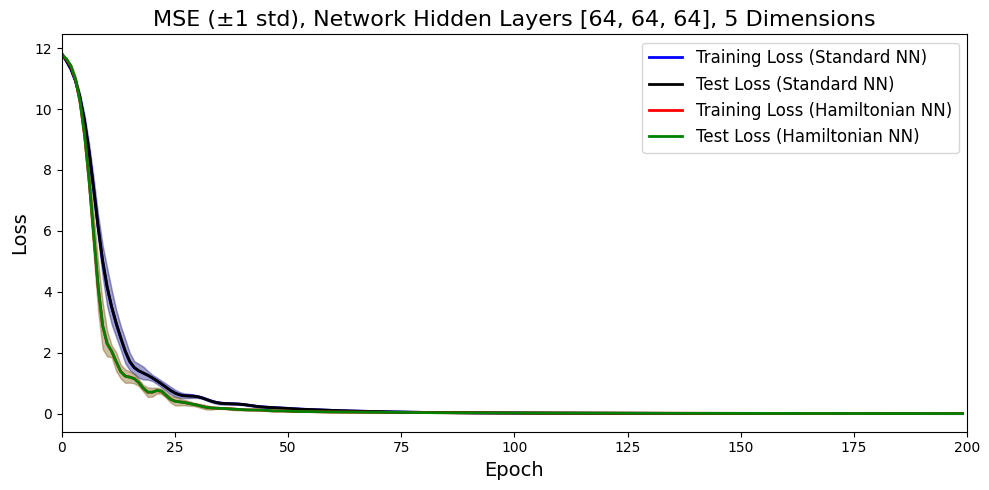 MSE (±1 std), Network Hidden Layers [64, 64, 64], 5 Dimensions
Training Loss (Standard NN)
Test Loss (Standard NN)
Training Loss (Hamiltonian NN)
Test Loss (Hamiltonian NN)
Loss
12
10
8
6
4
2
0
0 25 50 75 100 125 150 175 200
Epoch